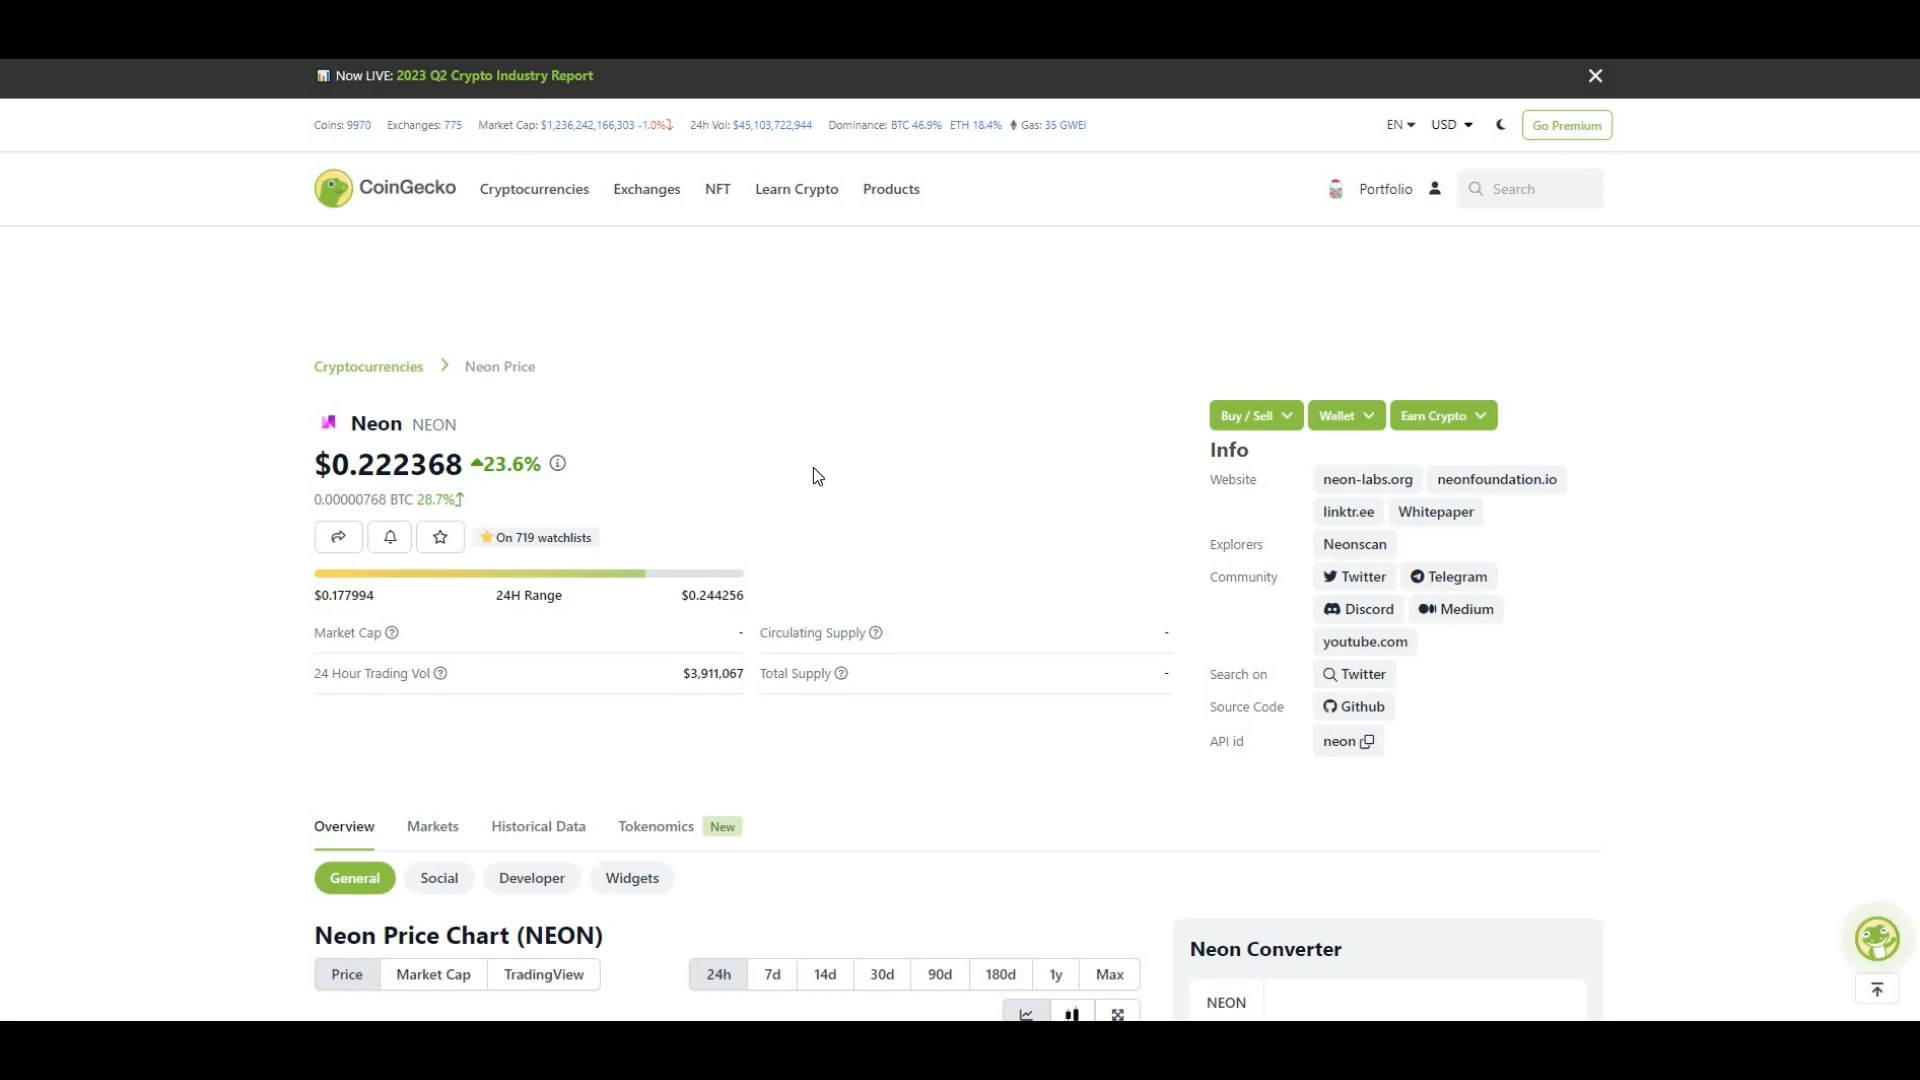 Now LIVE: 2023 Q2 Crypto Industry Report
Coins: 9970 Exchanges: 775 Market Cap: $1,236,242,166,303 -1.0% 24h Vol: $45,103,722,944 Dominance: BTC 46.9% ETH 18.4% Gas: 35 GWEI EN USD Go Premium
CoinGecko Cryptocurrencies Exchanges NFT Learn Crypto Products Portfolio Search
Cryptocurrencies Neon Price
Neon NEON
$0.222368 23.6%
0.00000768 BTC 28.7%
On 719 watchlists
$0.177994 24H Range $0.244256
Market Cap - Circulating Supply -
24 Hour Trading Vol $3,911,067 Total Supply -
Buy / Sell Wallet Earn Crypto
Info
Website neon-labs.org neonfoundation.io
linktr.ee Whitepaper
Explorers Neonscan
Community Twitter Telegram
Discord Medium
youtube.com
Search on Twitter
Source Code Github
API id neon
Overview Markets Historical Data Tokenomics New
General Social Developer Widgets
Neon Price Chart (NEON)
Price Market Cap TradingView 24h 7d 14d 30d 90d 180d 1y Max
Neon Converter
NEON